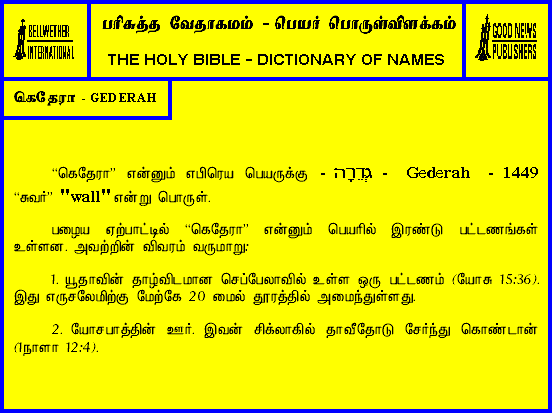 BELLWETHER
INTERNATIONAL
பரிசுத்த வேதாகமம் - பெயர் பொருள்விளக்கம்
THE HOLY BIBLE - DICTIONARY OF NAMES
GOOD NEWS
PUBLISHERS
கெதேரா - GEDERAH
“கெதேரா” என்னும் எபிரெய பெயருக்கு - גְּדֵרָה - Gederah - 1449
“சுவர்” "wall" என்று பொருள்.
பழைய ஏற்பாட்டில் “கெதேரா” என்னும் பெயரில் இரண்டு பட்டணங்கள்
உள்ளன. அவற்றின் விவரம் வருமாறு:
1. யூதாவின் தாழ்விடமான செப்பேலாவில் உள்ள ஒரு பட்டணம் (யோசு 15:36).
இது எருசலேமிற்கு மேற்கே 20 மைல் தூரத்தில் அமைந்துள்ளது.
2. யோசபாத்தின் ஊர். இவன் சிக்லாகில் தாவீதோடு சேர்ந்து கொண்டான்
(1நாளா 12:4).